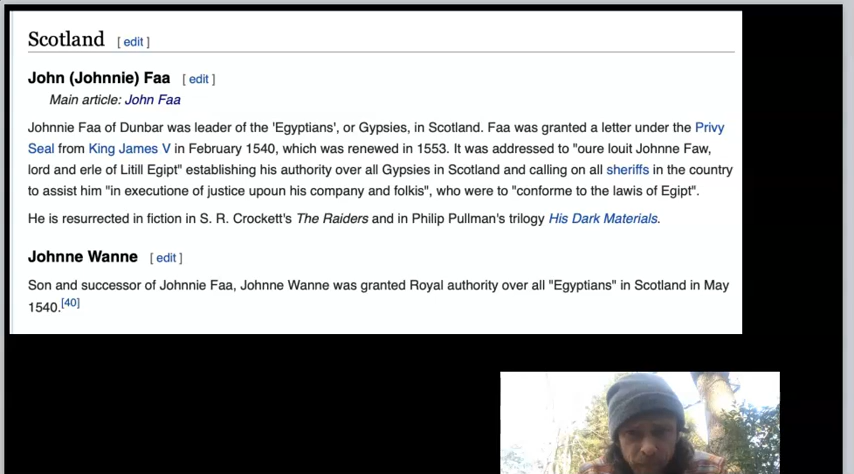 Scotland [ edit ]
John (Johnnie) Faa [ edit ]
Main article: John Faa
Johnnie Faa of Dunbar was leader of the 'Egyptians', or Gypsies, in Scotland. Faa was granted a letter under the Privy
Seal from King James V in February 1540, which was renewed in 1553. It was addressed to "oure louit Johnne Faw,
lord and erle of Litill Egipt" establishing his authority over all Gypsies in Scotland and calling on all sheriffs in the country
to assist him "in executione of justice upoun his company and folkis", who were to "conforme to the lawis of Egipt".
He is resurrected in fiction in S. R. Crockett's The Raiders and in Philip Pullman's trilogy His Dark Materials.
Johnne Wanne [ edit ]
Son and successor of Johnnie Faa, Johnne Wanne was granted Royal authority over all "Egyptians" in Scotland in May
1540.[40]